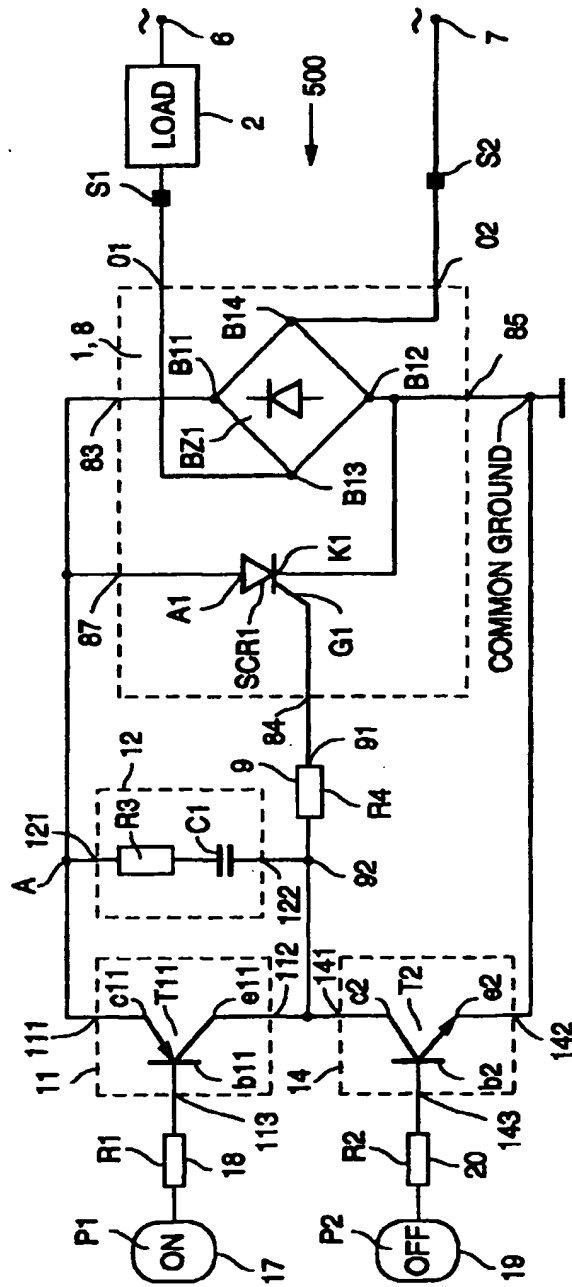 ~
6
LOAD
2
S1
500
~
7
S2
01
02
1,8
B11
B14
83
BZ1
B12
85
B13
87
A1
K1
SCR1
G1
COMMON GROUND
84
12
91
9
R3
121
C1
R4
A
122
92
111
c11
T11
e11
112
141
c2
T2
e2
11
b11
14
b2
142
113
143
R1
18
R2
20
P1
ON
17
P2
OFF
19